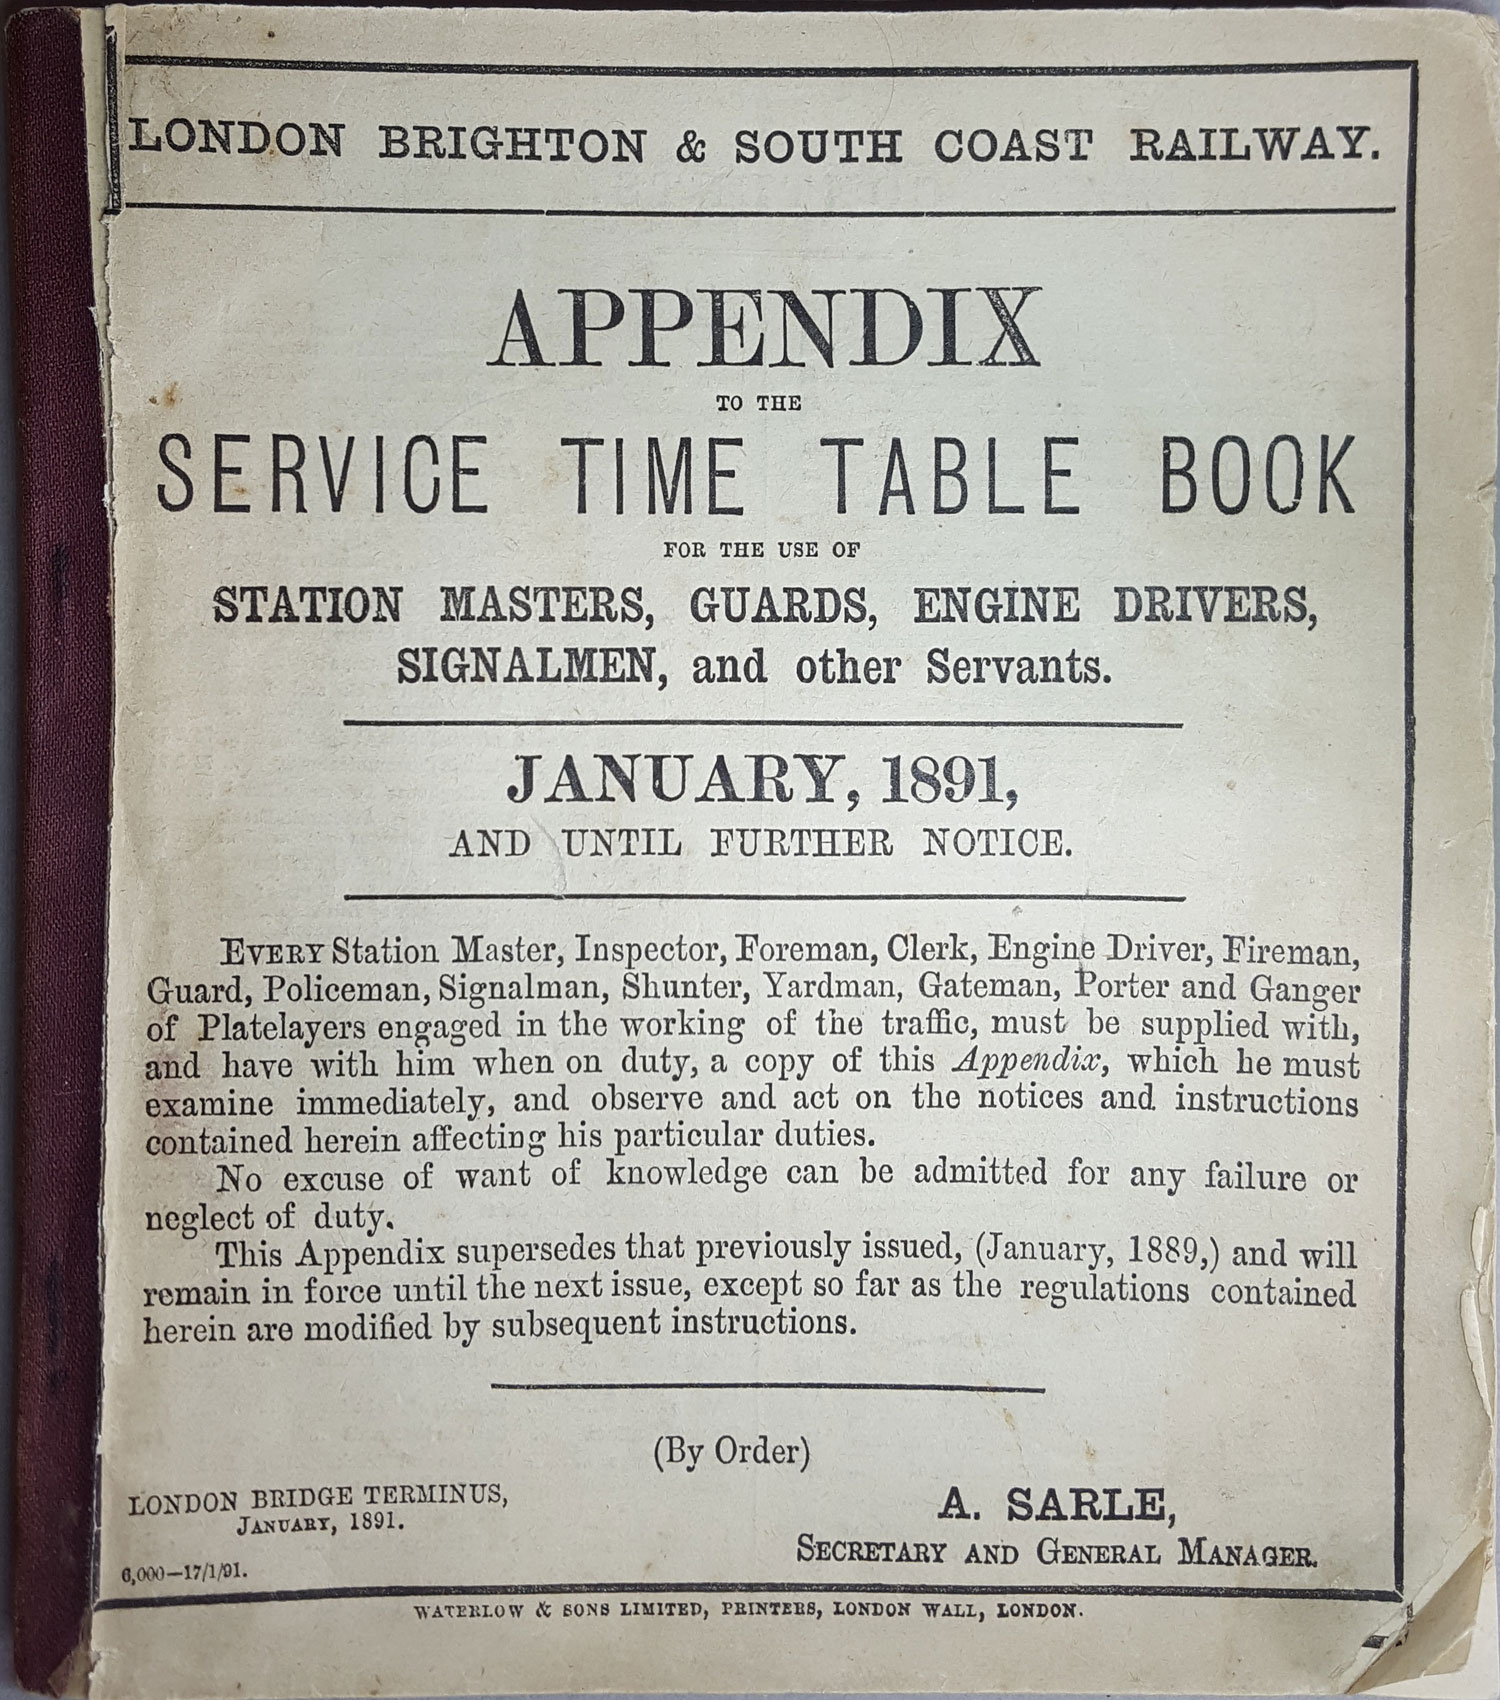 LONDON BRIGHTON & SOUTH COAST RAILWAY.
APPENDIX
TO THE
SERVICE TIME TABLE BOOK
FOR THE USE OF
STATION MASTERS, GUARDS, ENGINE DRIVERS,
SIGNALMEN, and other Servants.
JANUARY, 1891,
AND UNTIL FURTHER NOTICE.
EVERY Station Master, Inspector, Foreman, Clerk, Engine Driver, Fireman,
Guard, Policeman, Signalman, Shunter, Yardman, Gateman, Porter and Ganger
of Platelayers engaged in the working of the traffic, must be supplied with,
and have with him when on duty, a copy of this Appendix, which he must
examine immediately, and observe and act on the notices and instructions
contained herein affecting his particular duties.
No excuse of want of knowledge can be admitted for any failure or
neglect of duty.
This Appendix supersedes that previously issued, (January, 1889,) and will
remain in force until the next issue, except so far as the regulations contained
herein are modified by subsequent instructions.
(By Order)
LONDON BRIDGE TERMINUS,
JANUARY, 1891.
A. SARLE,
SECRETARY AND GENERAL MANAGER.
6,000—17/1/91.
WATERLOW & SONS LIMITED, PRINTERS, LONDON WALL, LONDON.